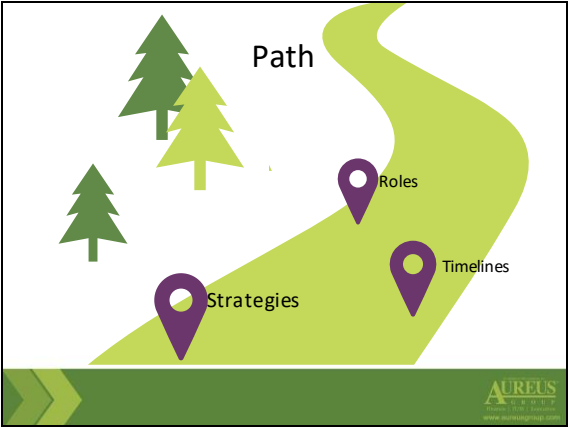 Path
Roles
Timelines
Strategies
AUREUS
GROUP
www.aureusgroup.com